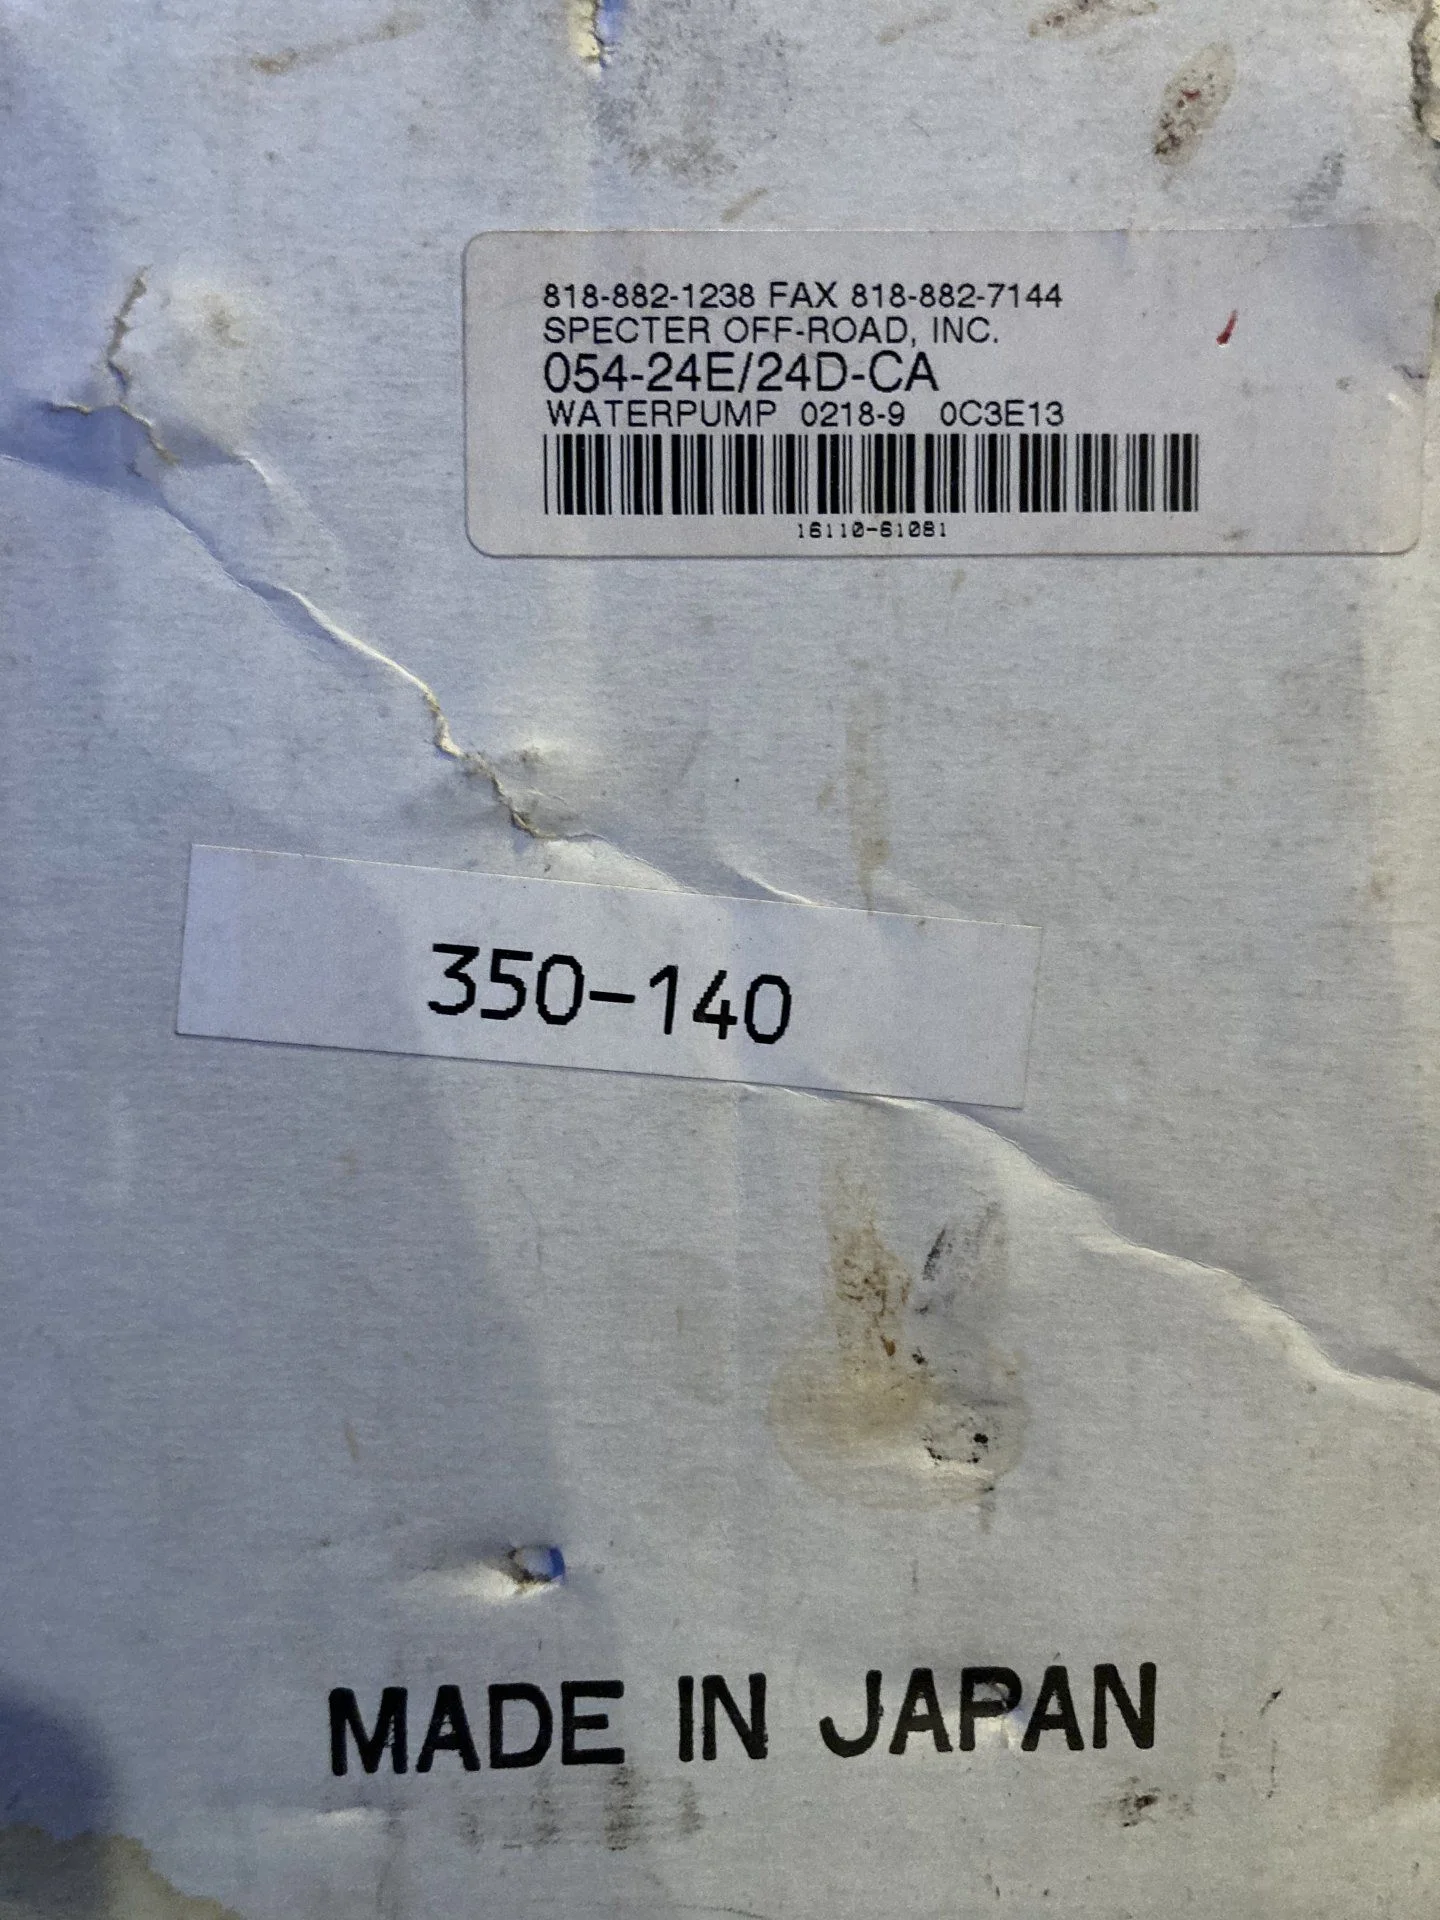 818-882-1238 FAX 818-882-7144
SPECTER OFF-ROAD, INC.
054-24E/24D-CA
WATERPUMP 0218-9 0C3E13
16110-61081
350-140
MADE IN JAPAN